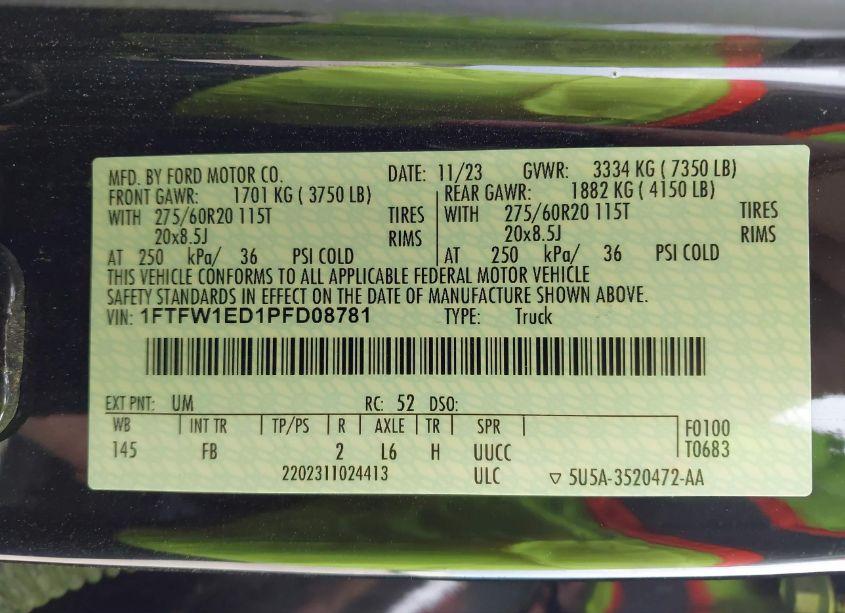 MFD. BY FORD MOTOR CO. DATE: 11/23 GVWR: 3334 KG ( 7350 LB)
FRONT GAWR: 1701 KG ( 3750 LB) REAR GAWR: 1882 KG ( 4150 LB)
WITH 275/60R20 115T TIRES WITH 275/60R20 115T TIRES
20x8.5J RIMS 20x8.5J RIMS
AT 250 kPa/ 36 PSI COLD AT 250 kPa/ 36 PSI COLD
THIS VEHICLE CONFORMS TO ALL APPLICABLE FEDERAL MOTOR VEHICLE
SAFETY STANDARDS IN EFFECT ON THE DATE OF MANUFACTURE SHOWN ABOVE.
VIN: 1FTFW1ED1PFD08781 TYPE: Truck
EXT PNT: UM RC: 52 DSO:
WB INT TR TP/PS R AXLE TR SPR F0100
145 FB 2 L6 H UUCC T0683
2202311024413 ULC ▽ 5U5A-3520472-AA